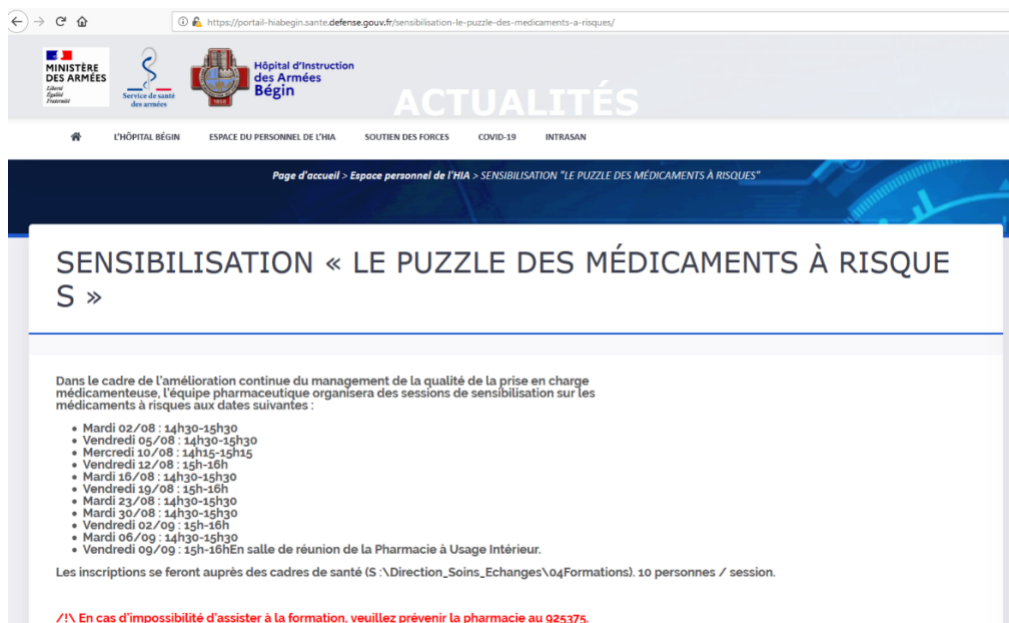 https://portail-hiabegin.sante.defense.gouv.fr/sensibilisation-le-puzzle-des-medicaments-a-risques/
MINISTÈRE
DES ARMÉES
Liberté
Égalité
Fraternité
Service de santé
des armées
Hôpital d'Instruction
des Armées
Bégin
ACTUALITÉS
L'HÔPITAL BÉGIN ESPACE DU PERSONNEL DE L'HIA SOUTIEN DES FORCES COVID-19 INTRASAN
Page d'accueil > Espace personnel de l'HIA > SENSIBILISATION "LE PUZZLE DES MÉDICAMENTS À RISQUES"
SENSIBILISATION « LE PUZZLE DES MÉDICAMENTS À RISQUE
S »
Dans le cadre de l'amélioration continue du management de la qualité de la prise en charge
médicamenteuse, l'équipe pharmaceutique organisera des sessions de sensibilisation sur les
médicaments à risques aux dates suivantes :
• Mardi 02/08 : 14h30-15h30
• Vendredi 05/08 : 14h30-15h30
• Mercredi 10/08 : 14h15-15h15
• Vendredi 12/08 : 15h-16h
• Mardi 16/08 : 14h30-15h30
• Vendredi 19/08 : 15h-16h
• Mardi 23/08 : 14h30-15h30
• Mardi 30/08 : 14h30-15h30
• Vendredi 02/09 : 15h-16h
• Mardi 06/09 : 14h30-15h30
• Vendredi 09/09 : 15h-16hEn salle de réunion de la Pharmacie à Usage Intérieur.
Les inscriptions se feront auprès des cadres de santé (S :\Direction_Soins_Echanges\04Formations). 10 personnes / session.
/!\ En cas d'impossibilité d'assister à la formation, veuillez prévenir la pharmacie au 925375.